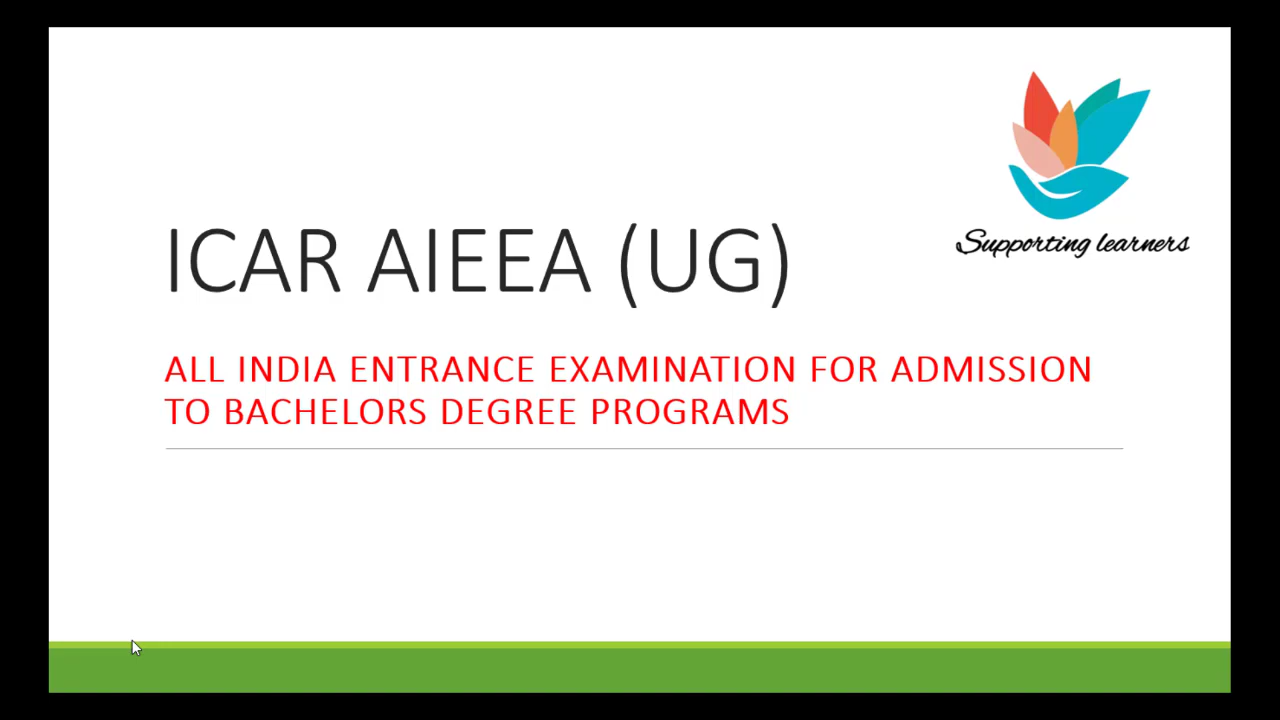 Supporting learners
ICAR AIEEA (UG)
ALL INDIA ENTRANCE EXAMINATION FOR ADMISSION
TO BACHELORS DEGREE PROGRAMS